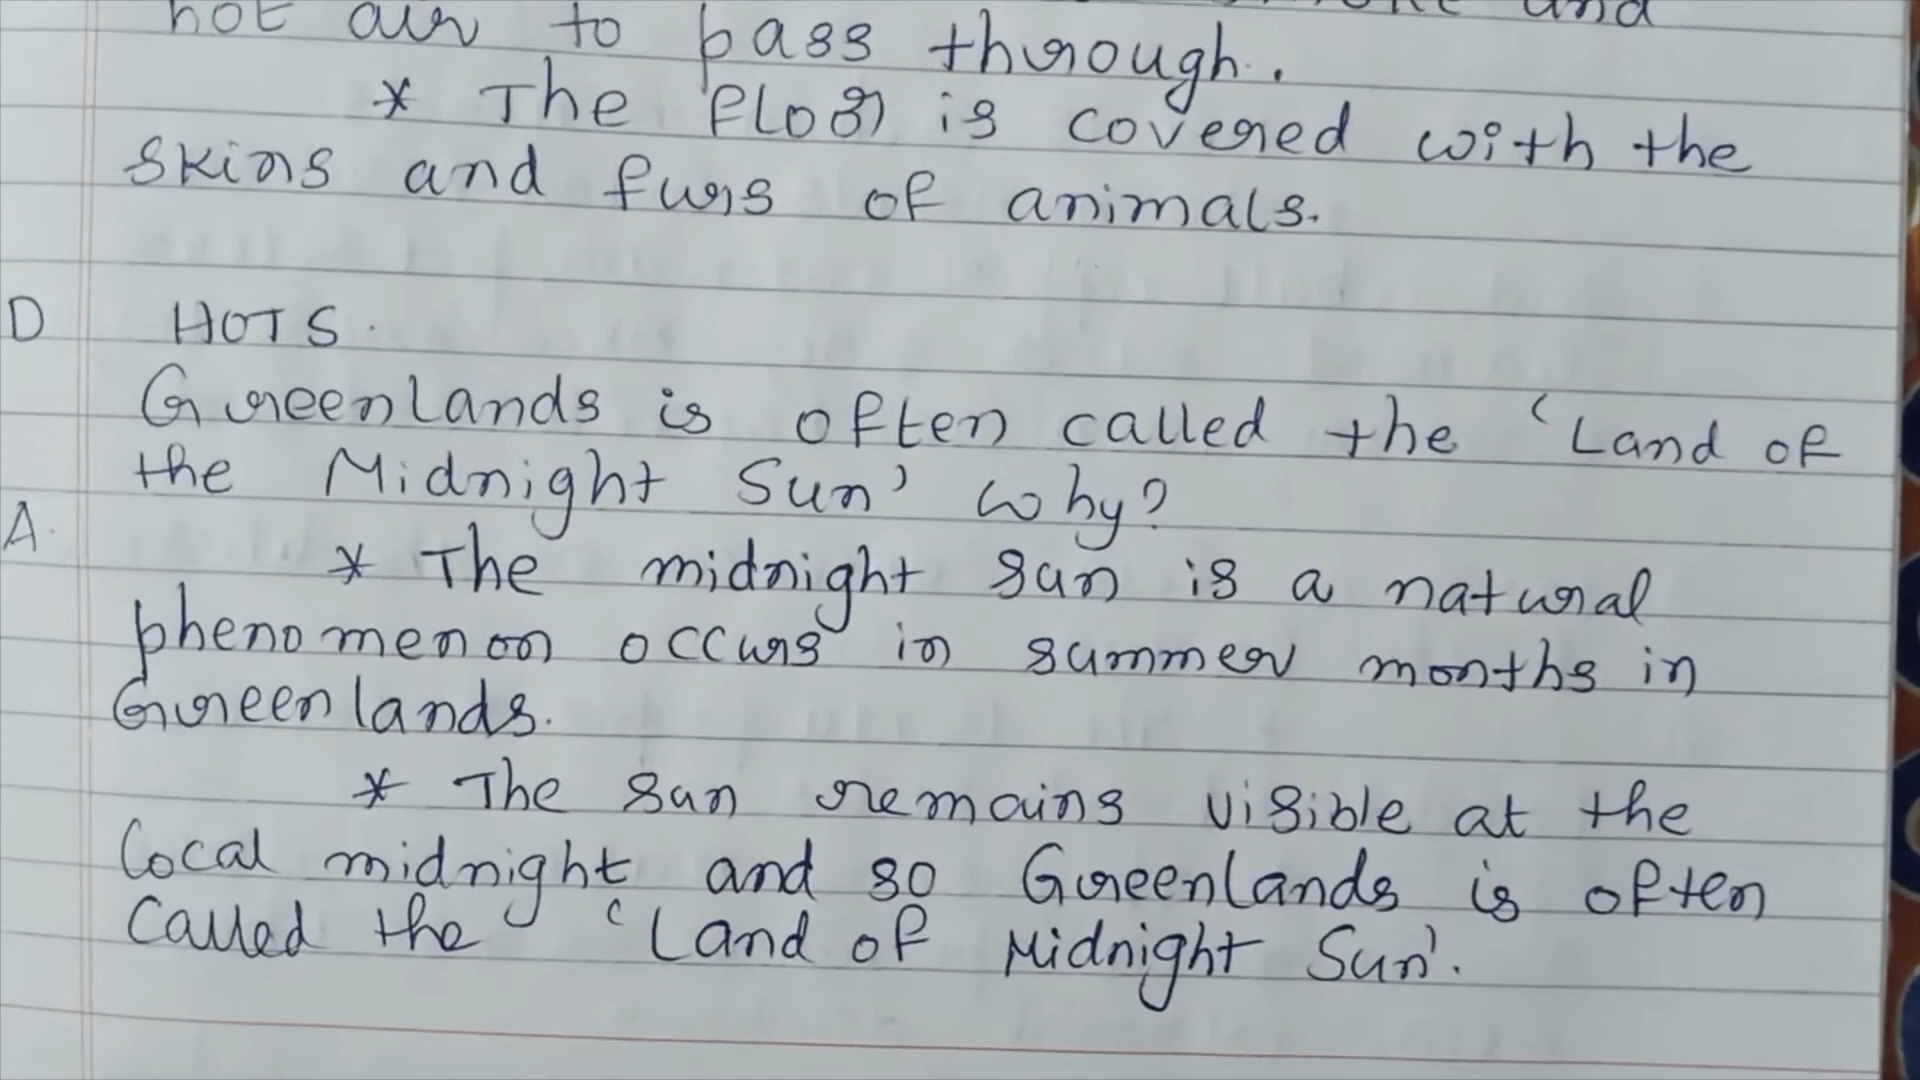 hot air to pass through.
* The floor is covered with the
skins and furs of animals.
D HOTS.
Greenlands is often called the 'Land of
the Midnight Sun' why?
A.
* The midnight sun is a natural
phenomenon occurs in summer months in
Greenlands.
* The sun remains visible at the
local midnight and so Greenlands is often
called the 'Land of Midnight Sun'.